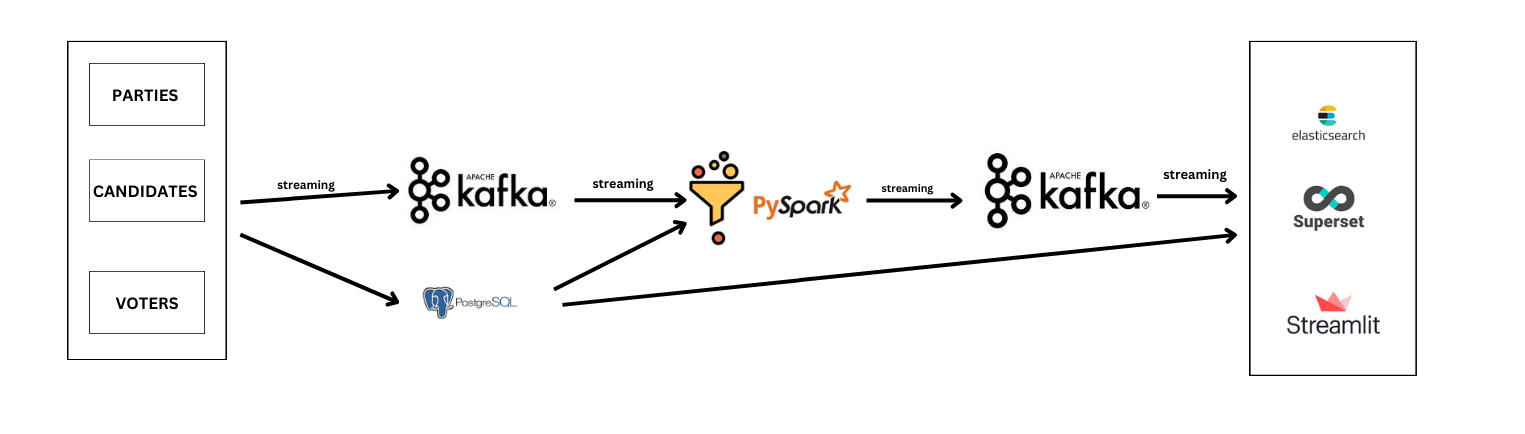 PARTIES
CANDIDATES
VOTERS
streaming
APACHE
kafka®
streaming
PostgreSQL
PySpark
streaming
APACHE
kafka®
streaming
elasticsearch
Superset
Streamlit